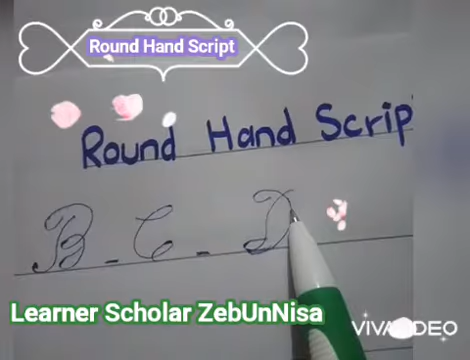 Round Hand Script
Round Hand Scrip
B - C - D
Learner Scholar ZebUnNisa
VIVAVIDEO